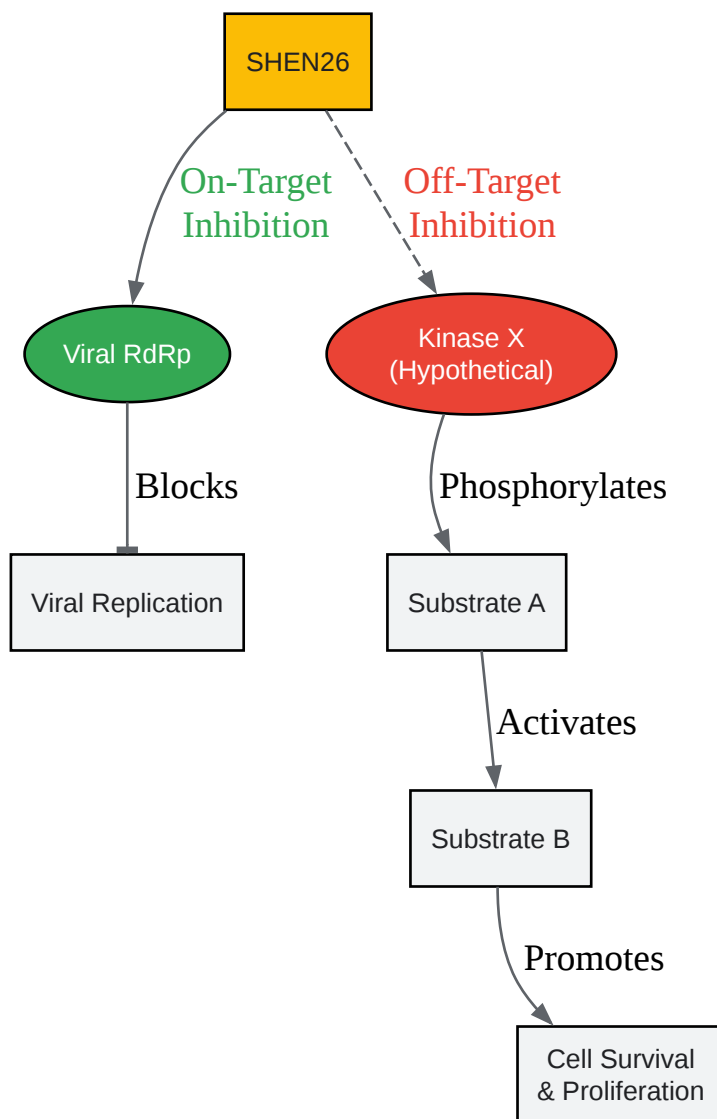 SHEN26
On-Target
Inhibition
Off-Target
Inhibition
Viral RdRp
Kinase X
(Hypothetical)
Blocks
Phosphorylates
Viral Replication
Substrate A
Activates
Substrate B
Promotes
Cell Survival
& Proliferation